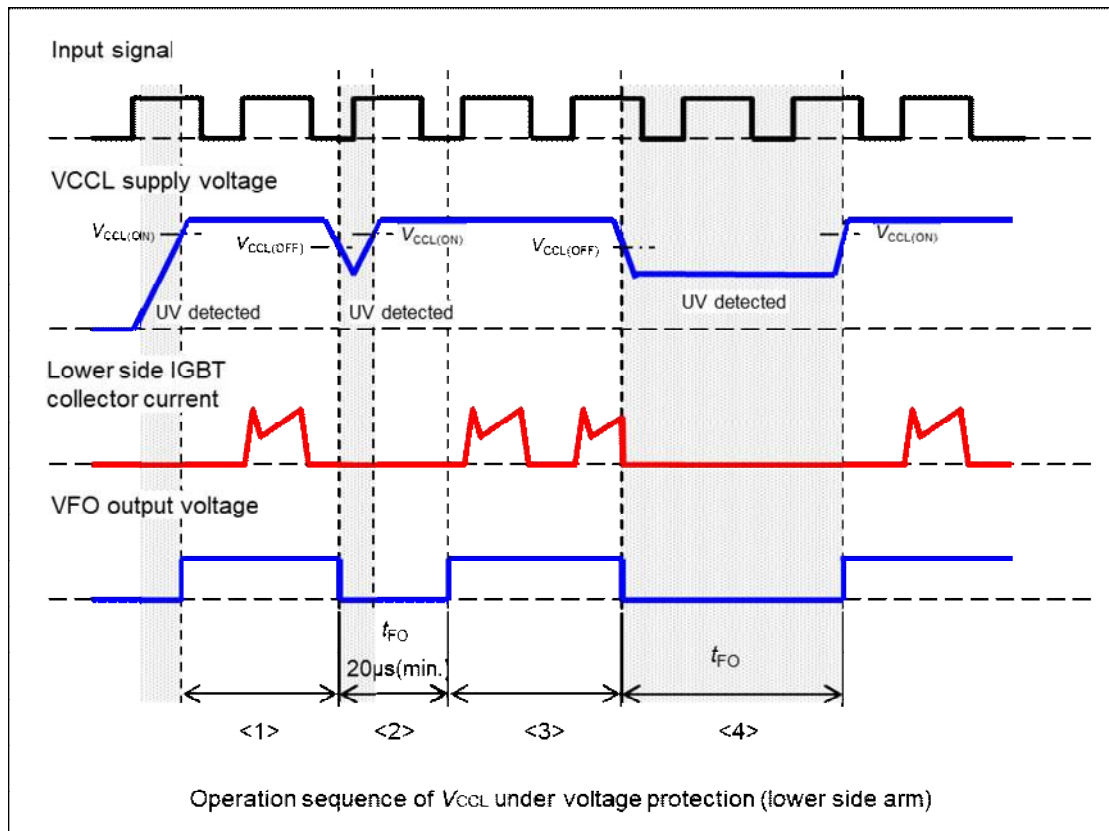 Input signal
VCCL supply voltage
VCCL(ON)
VCCL(OFF)
VCCL(ON)
VCCL(OFF)
VCCL(ON)
UV detected
UV detected
UV detected
Lower side IGBT
collector current
VFO output voltage
tFO
20µs(min.)
tFO
<1>
<2>
<3>
<4>
Operation sequence of VCCL under voltage protection (lower side arm)